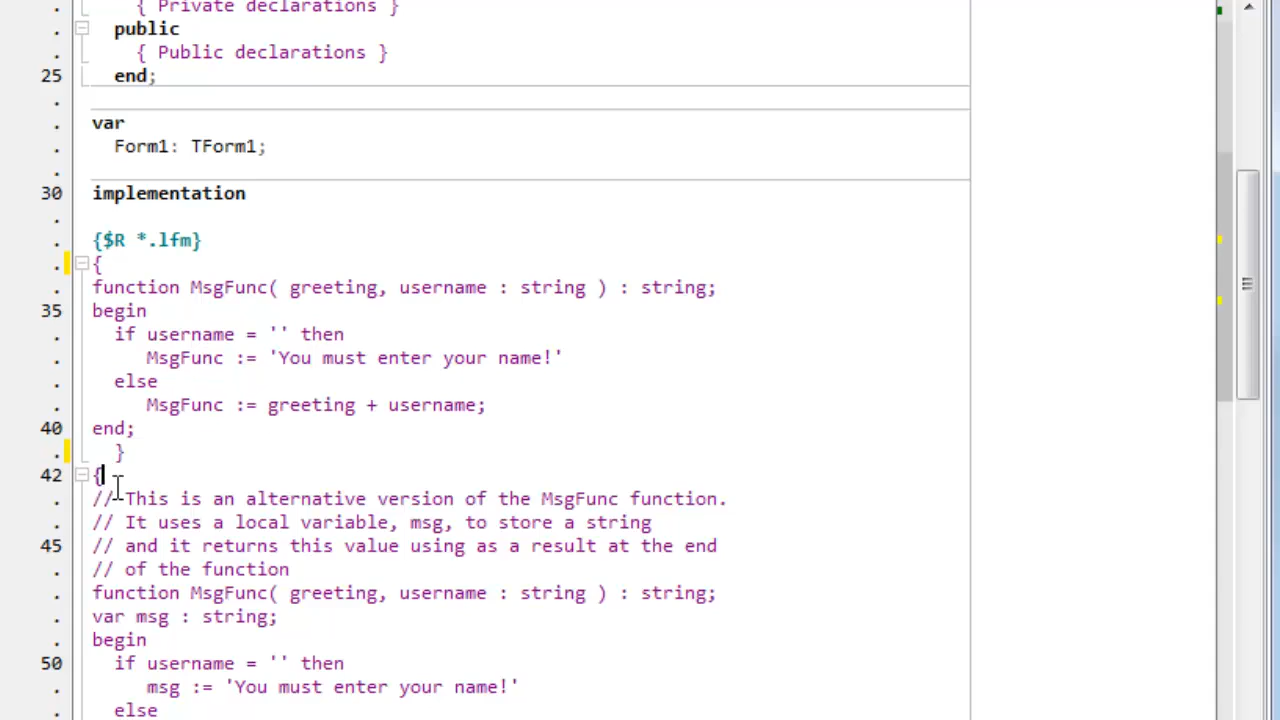 { Private declarations }
. public
. { Public declarations }
25 end;
.
. var
. Form1: TForm1;
.
30 implementation
.
. {$R *.lfm}
. {
. function MsgFunc( greeting, username : string ) : string;
35 begin
. if username = '' then
. MsgFunc := 'You must enter your name!'
. else
. MsgFunc := greeting + username;
40 end;
. }
42 {
. // This is an alternative version of the MsgFunc function.
. // It uses a local variable, msg, to store a string
45 // and it returns this value using as a result at the end
. // of the function
. function MsgFunc( greeting, username : string ) : string;
. var msg : string;
. begin
50 if username = '' then
. msg := 'You must enter your name!'
. else